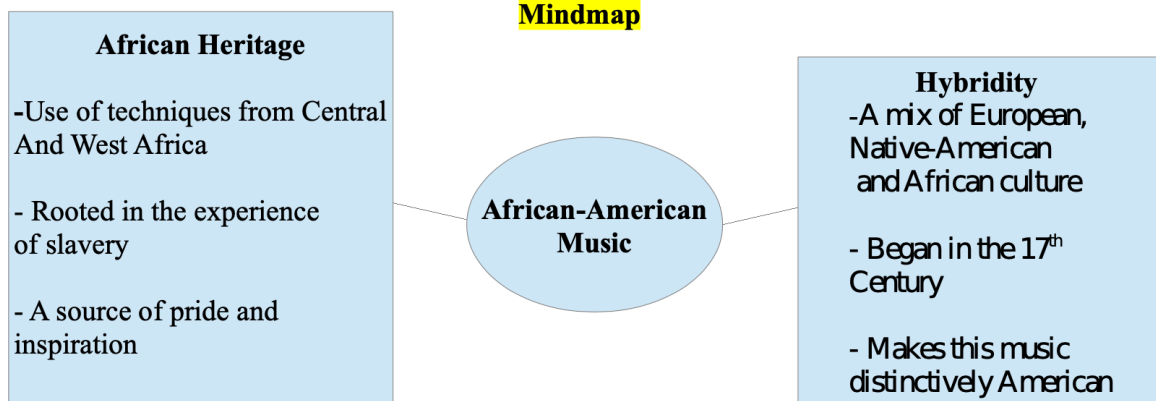 Mindmap
African Heritage
-Use of techniques from Central
And West Africa
- Rooted in the experience
of slavery
- A source of pride and
inspiration
African-American
Music
Hybridity
-A mix of European,
Native-American
and African culture
- Began in the 17th
Century
- Makes this music
distinctively American